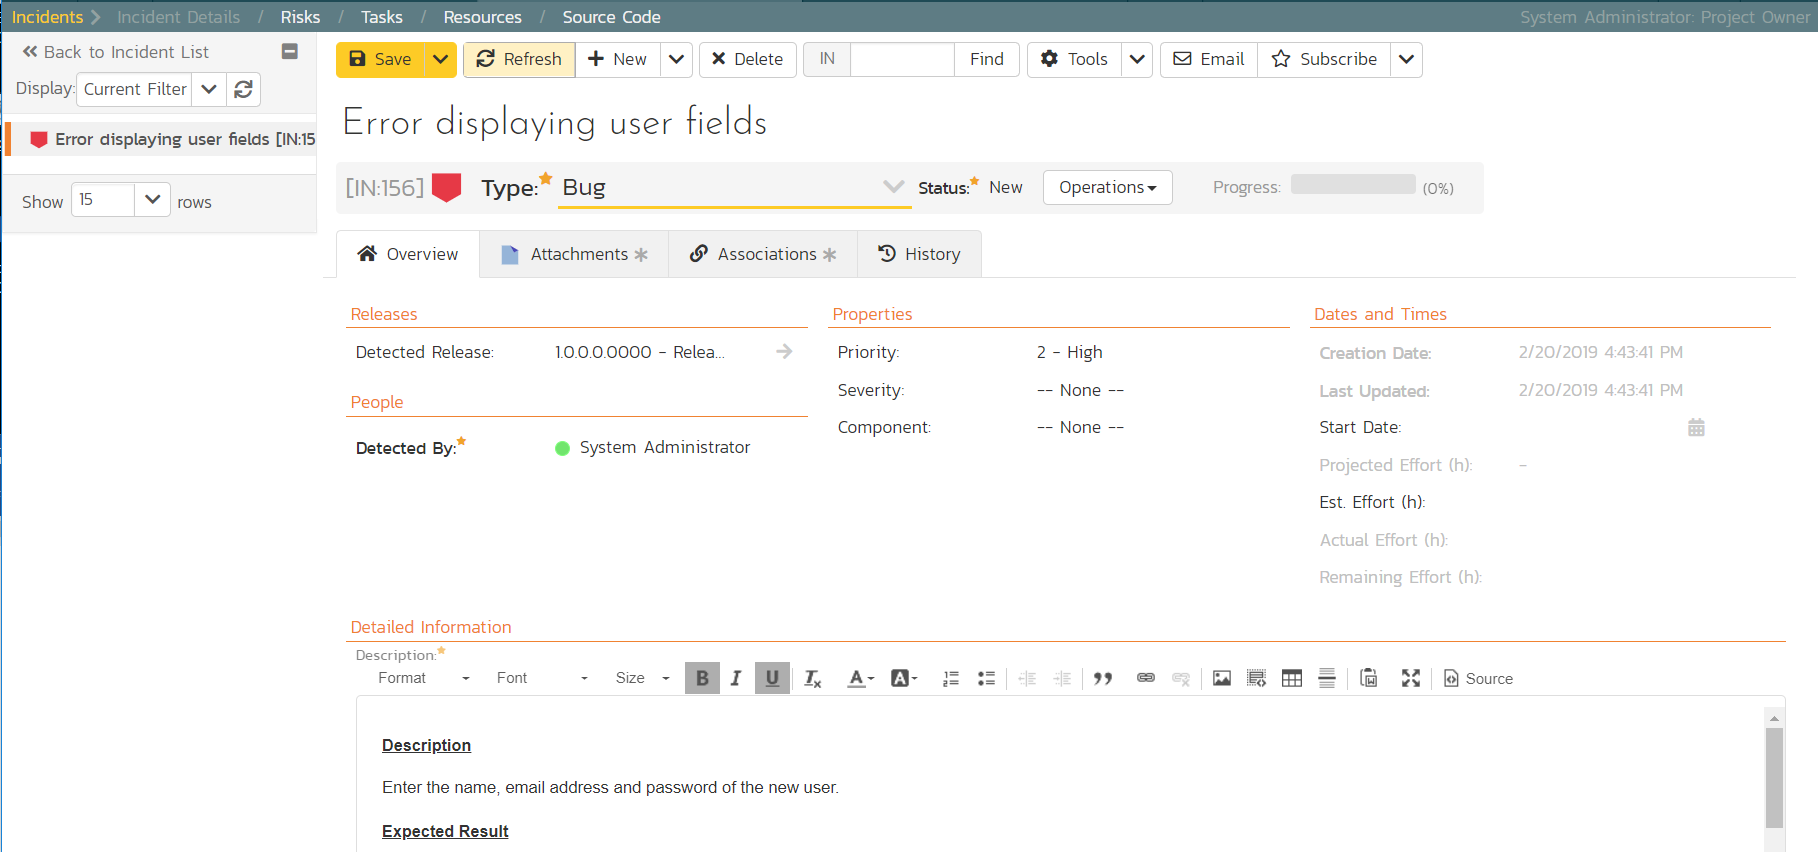 Incidents Incident Details / Risks / Tasks / Resources / Source Code System Administrator: Project Owner
Back to Incident List
Display: Current Filter
Error displaying user fields [IN:15
Show 15 rows
Save Refresh New Delete IN Find Tools Email Subscribe
Error displaying user fields
[IN:156] Type: Bug Status: New Operations Progress: (0%)
Overview Attachments Associations History
Releases
Detected Release: 1.0.0.0.0000 - Relea...
People
Detected By: System Administrator
Properties
Priority: 2 - High
Severity: -- None --
Component: -- None --
Dates and Times
Creation Date: 2/20/2019 4:43:41 PM
Last Updated: 2/20/2019 4:43:41 PM
Start Date:
Projected Effort (h): -
Est. Effort (h):
Actual Effort (h):
Remaining Effort (h):
Detailed Information
Description:
Format Font Size B I U Source
Description
Enter the name, email address and password of the new user.
Expected Result